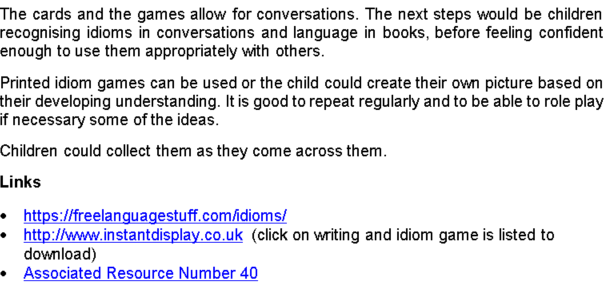 The cards and the games allow for conversations. The next steps would be children
recognising idioms in conversations and language in books, before feeling confident
enough to use them appropriately with others.
Printed idiom games can be used or the child could create their own picture based on
their developing understanding. It is good to repeat regularly and to be able to role play
if necessary some of the ideas.
Children could collect them as they come across them.
Links
• https://freelanguagestuff.com/idioms/
• http://www.instantdisplay.co.uk (click on writing and idiom game is listed to
download)
• Associated Resource Number 40